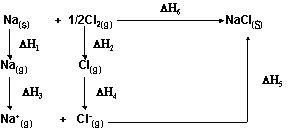 ΔH₆
Na(s) + 1/2Cl₂(g) NaCl(S)
ΔH₁ ΔH₂
Na(g) Cl(g)
ΔH₅
ΔH₃ ΔH₄
Na⁺(g) + Cl⁻(g)